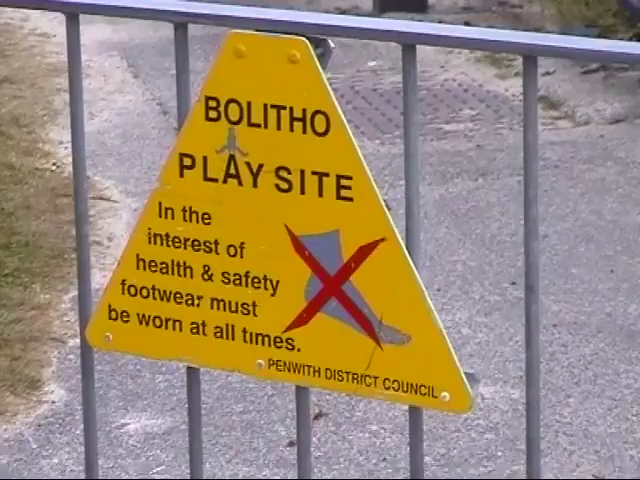 BOLITHO
PLAY SITE
In the
interest of
health & safety
footwear must
be worn at all times.
PENWITH DISTRICT COUNCIL